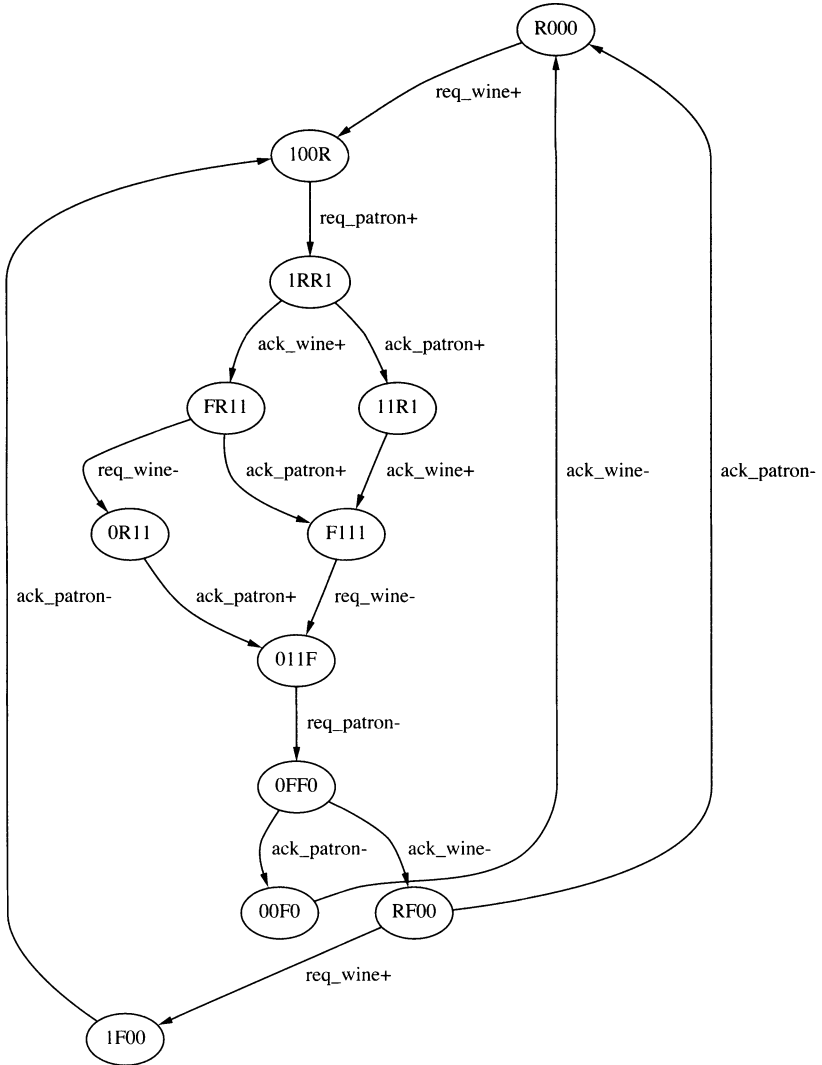 R000
req_wine+
100R
req_patron+
1RR1
ack_wine+
ack_patron+
FR11
11R1
req_wine-
ack_patron+
ack_wine+
ack_wine-
ack_patron-
0R11
F111
ack_patron-
ack_patron+
req_wine-
011F
req_patron-
0FF0
ack_patron-
ack_wine-
00F0
RF00
req_wine+
1F00